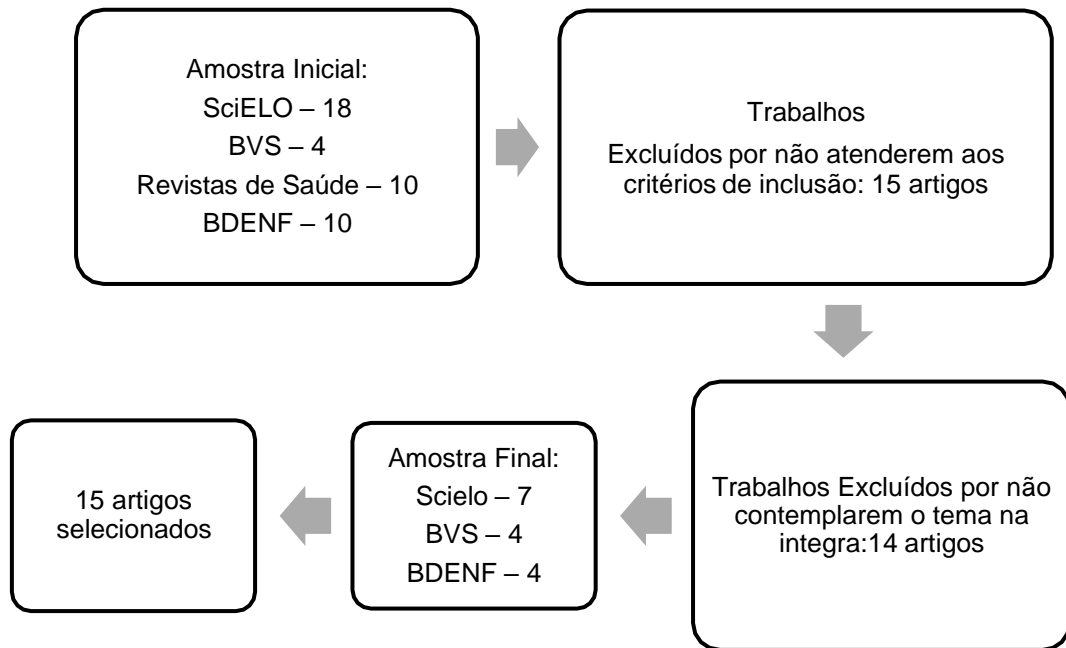 Amostra Inicial:
SciELO – 18
BVS – 4
Revistas de Saúde – 10
BDENF – 10
Trabalhos
Excluídos por não atenderem aos
critérios de inclusão: 15 artigos
Trabalhos Excluídos por não
contemplarem o tema na
integra:14 artigos
Amostra Final:
Scielo – 7
BVS – 4
BDENF – 4
15 artigos
selecionados